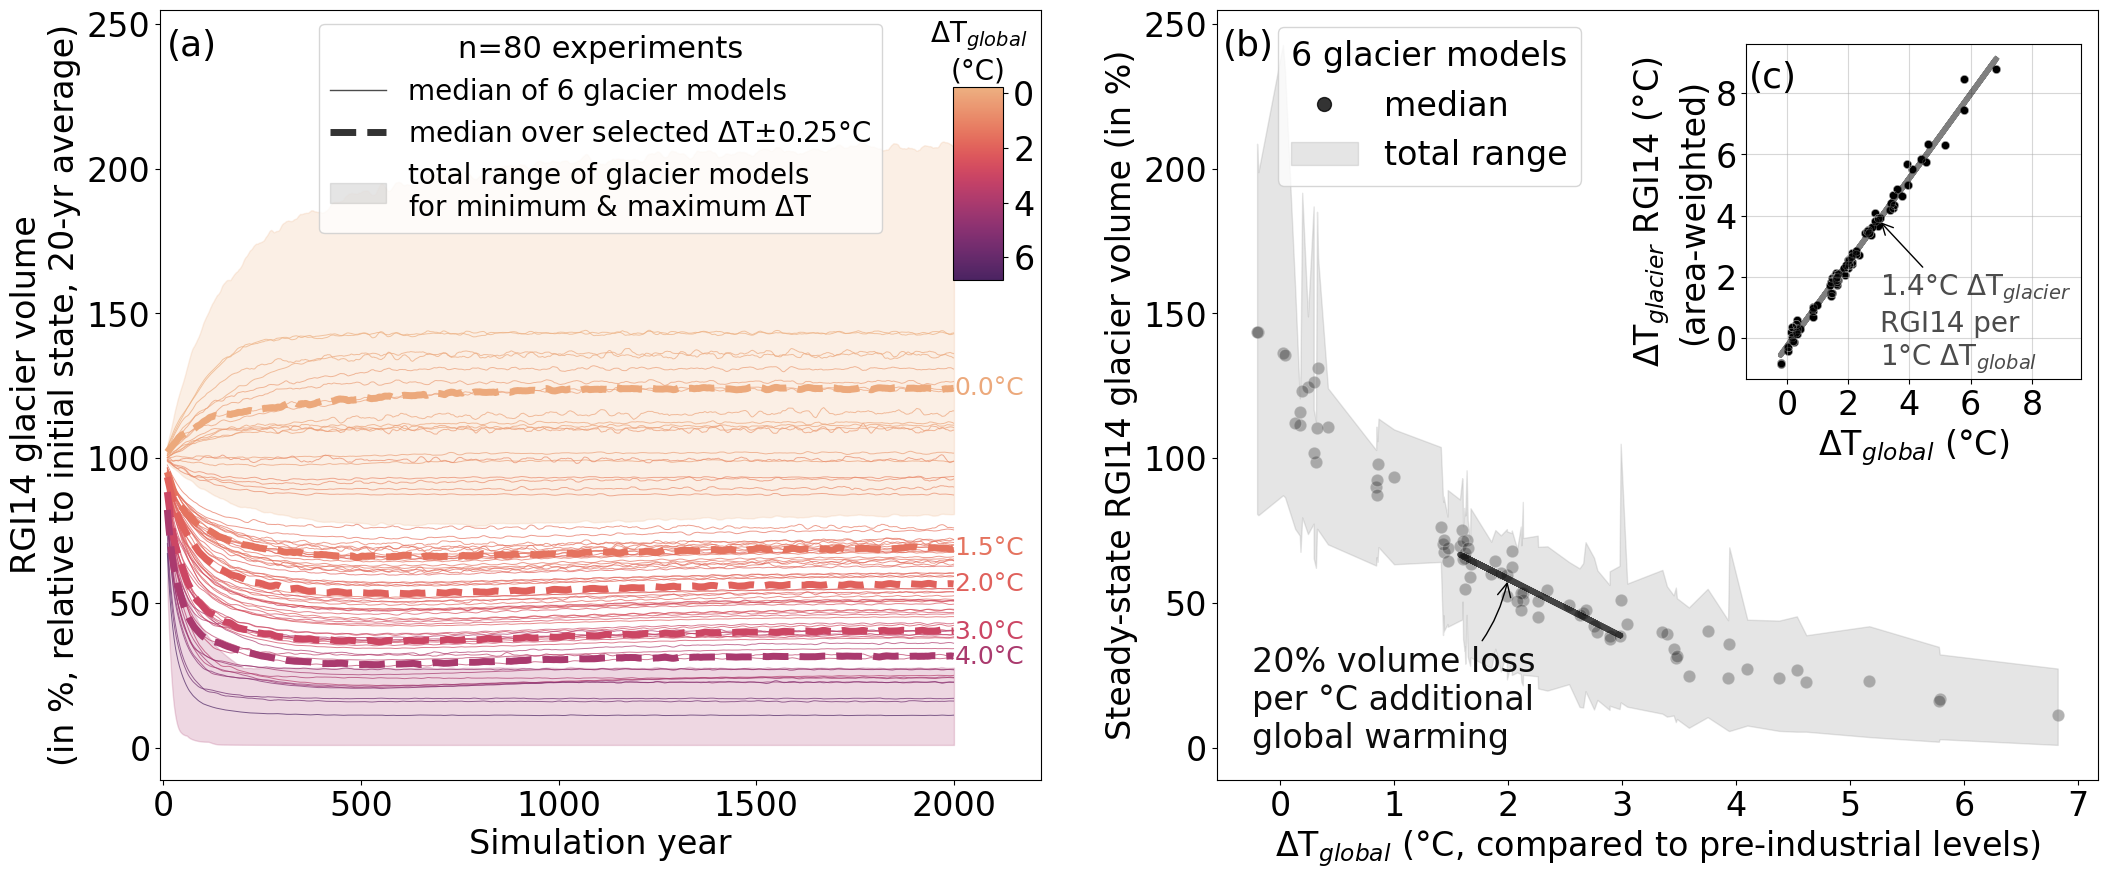 (a)
n=80 experiments
median of 6 glacier models
median over selected ΔT±0.25°C
total range of glacier models
for minimum & maximum ΔT
ΔT_global
(°C)
0
2
4
6
250
200
150
100
50
0
RGI14 glacier volume
(in %, relative to initial state, 20-yr average)
0.0°C
1.5°C
2.0°C
3.0°C
4.0°C
0 500 1000 1500 2000
Simulation year
(b)
6 glacier models
median
total range
250
200
150
100
50
0
Steady-state RGI14 glacier volume (in %)
20% volume loss
per °C additional
global warming
0 1 2 3 4 5 6 7
ΔT_global (°C, compared to pre-industrial levels)
(c)
8
6
4
2
0
ΔT_glacier RGI14 (°C)
(area-weighted)
1.4°C ΔT_glacier
RGI14 per
1°C ΔT_global
0 2 4 6 8
ΔT_global (°C)